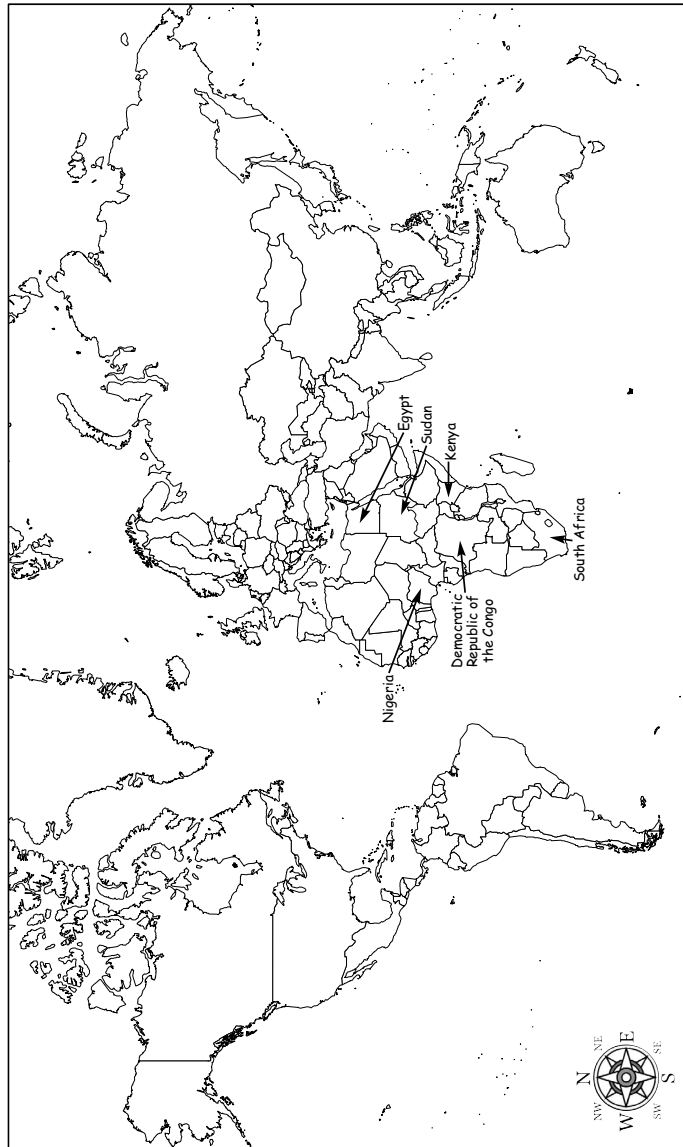 Egypt
Sudan
Kenya
Nigeria
Democratic
Republic of
the Congo
South Africa
N
NW
NE
W
E
SW
SE
S